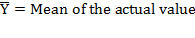 Y̅ = Mean of the actual value